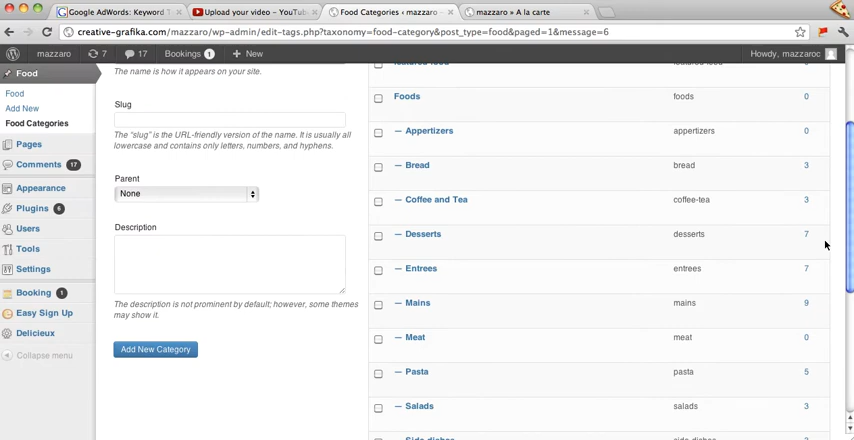 Google AdWords: Keyword T
Upload your video – YouTub
Food Categories ‹ mazzaro –
mazzaro » A la carte
creative-grafika.com/mazzaro/wp-admin/edit-tags.php?taxonomy=food-category&post_type=food&paged=1&message=6
mazzaro 7 17 Bookings 1 + New Howdy, mazzaroc
Food
Food
Add New
Food Categories
Pages
Comments 17
Appearance
Plugins 6
Users
Tools
Settings
Booking 1
Easy Sign Up
Delicieux
Collapse menu
The name is how it appears on your site.
Slug
The “slug” is the URL-friendly version of the name. It is usually all
lowercase and contains only letters, numbers, and hyphens.
Parent
None
Description
The description is not prominent by default; however, some themes
may show it.
Add New Category
Foods foods 0
— Appertizers appertizers 0
— Bread bread 3
— Coffee and Tea coffee-tea 3
— Desserts desserts 7
— Entrees entrees 7
— Mains mains 9
— Meat meat 0
— Pasta pasta 5
— Salads salads 3